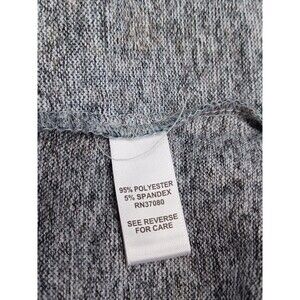 95% POLYESTER
5% SPANDEX
RN37080
SEE REVERSE
FOR CARE